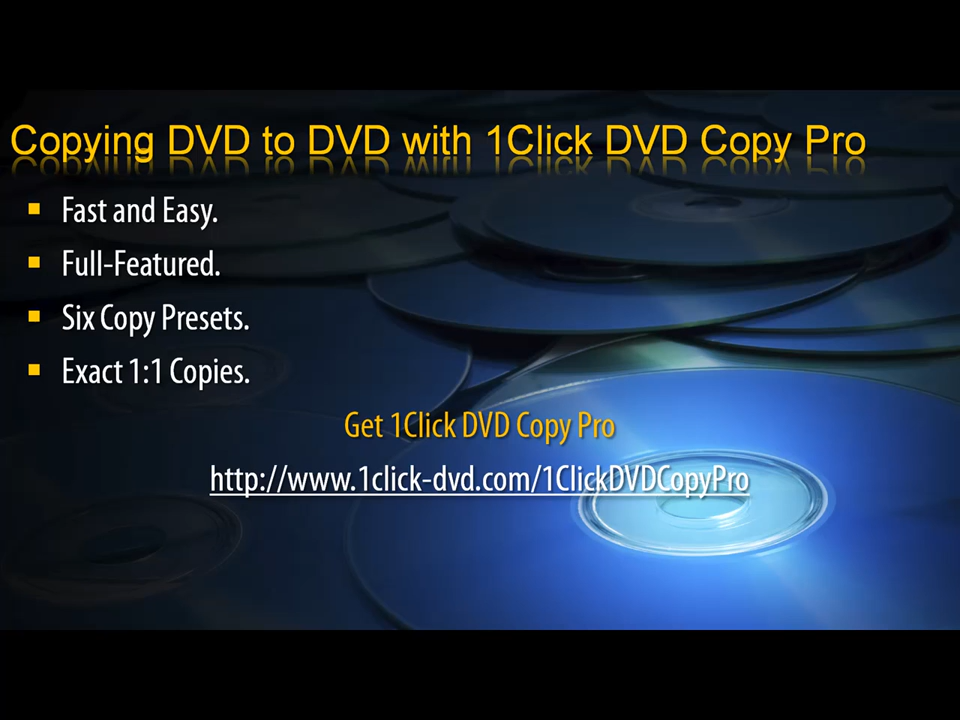 Copying DVD to DVD with 1Click DVD Copy Pro
Fast and Easy.
Full-Featured.
Six Copy Presets.
Exact 1:1 Copies.
Get 1Click DVD Copy Pro
http://www.1click-dvd.com/1ClickDVDCopyPro